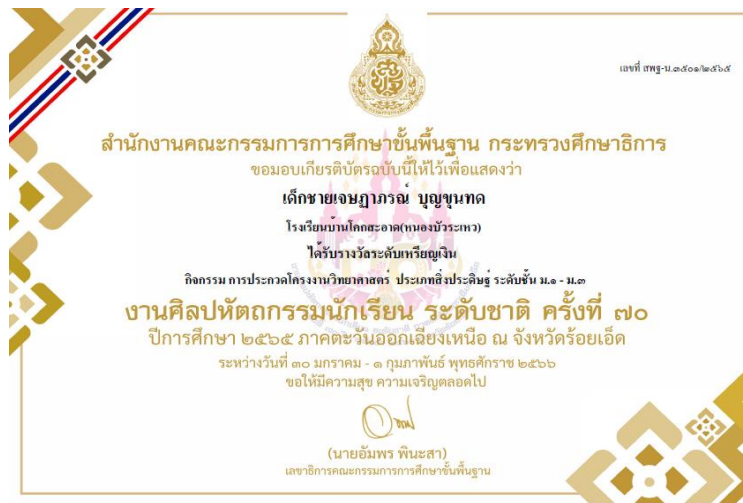 เลขที่ สพฐ-น.๓๕๐๑/๒๕๖๕
สำนักงานคณะกรรมการการศึกษาขั้นพื้นฐาน กระทรวงศึกษาธิการ
ขอมอบเกียรติบัตรฉบับนี้ให้ไว้เพื่อแสดงว่า
เด็กชายเจษฎาภรณ์ บุญขุนทด
โรงเรียนบ้านโคกสะอาด(หนองบัวระเหว)
ได้รับรางวัลระดับเหรียญเงิน
กิจกรรม การประกวดโครงงานวิทยาศาสตร์ ประเภทสิ่งประดิษฐ์ ระดับชั้น ม.๑ - ม.๓
งานศิลปหัตถกรรมนักเรียน ระดับชาติ ครั้งที่ ๗๐
ปีการศึกษา ๒๕๖๕ ภาคตะวันออกเฉียงเหนือ ณ จังหวัดร้อยเอ็ด
ระหว่างวันที่ ๓๐ มกราคม - ๑ กุมภาพันธ์ พุทธศักราช ๒๕๖๖
ขอให้มีความสุข ความเจริญตลอดไป
(นายอัมพร พินะสา)
เลขาธิการคณะกรรมการการศึกษาขั้นพื้นฐาน